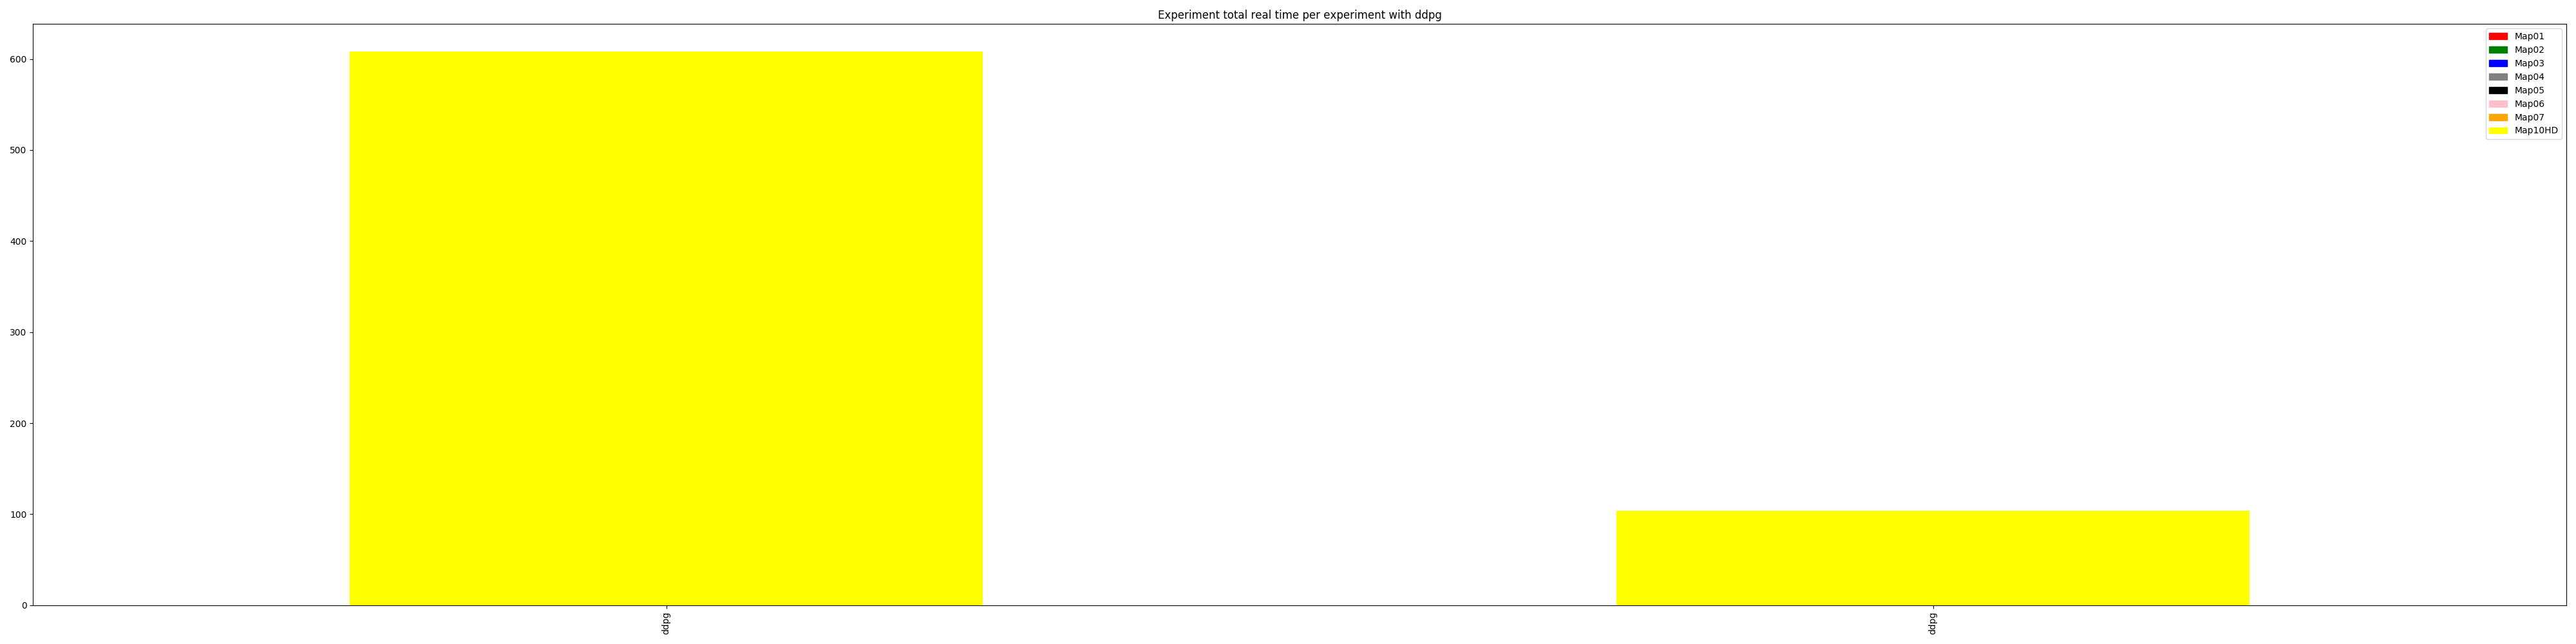 Experiment total real time per experiment with ddpg
Map01
Map02
Map03
Map04
Map05
Map06
Map07
Map10HD
600
500
400
300
200
100
0
ddpg
ddpg